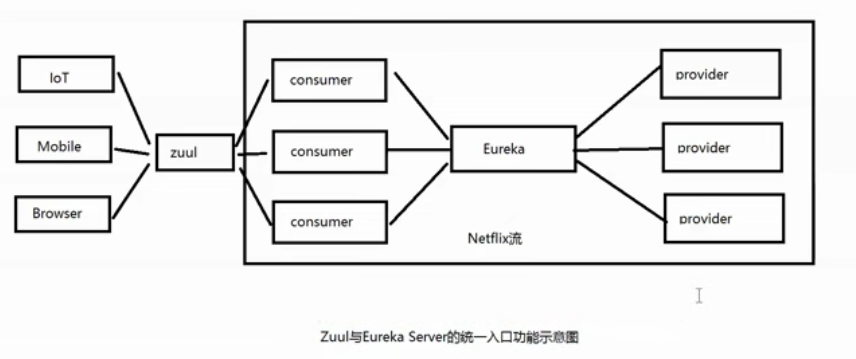 IoT
Mobile
Browser
zuul
consumer
consumer
consumer
Eureka
provider
provider
provider
Netflix流
Zuul与Eureka Server的统一入口功能示意图